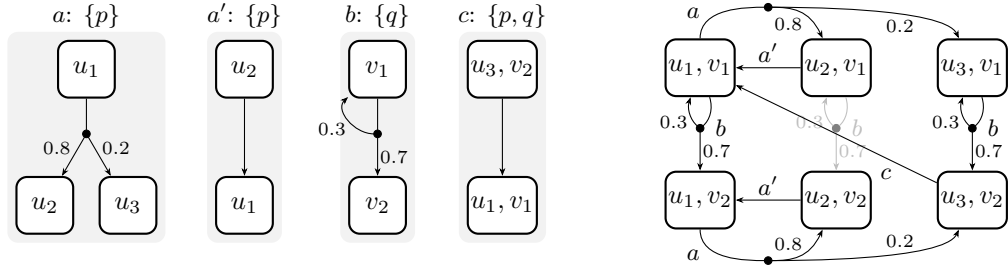 a: {p}
a′: {p}
b: {q}
c: {p, q}
u₁
0.8
0.2
u₂
u₃
u₂
u₁
v₁
0.3
0.7
v₂
u₃, v₂
u₁, v₁
a
0.8
0.2
u₁, v₁
a′
u₂, v₁
u₃, v₁
0.3
b
0.7
0.3
b
0.7
0.3
b
0.7
c
u₁, v₂
a′
u₂, v₂
u₃, v₂
a
0.8
0.2